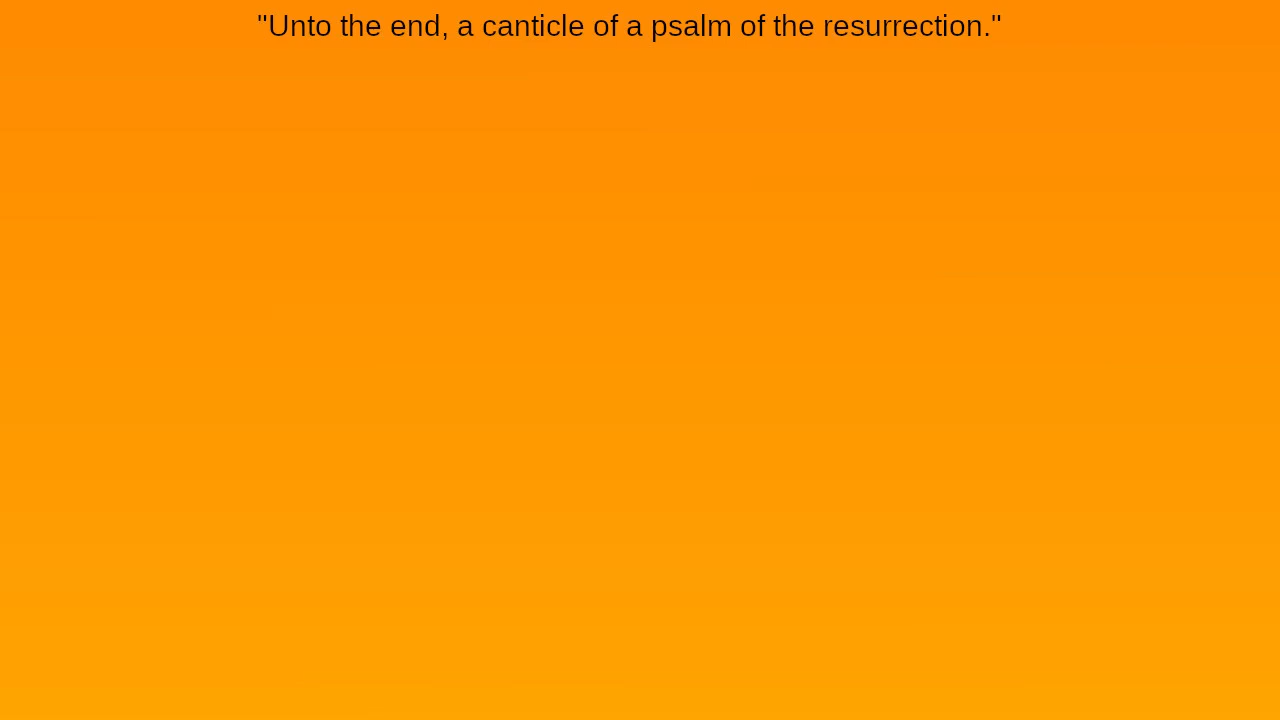 "Unto the end, a canticle of a psalm of the resurrection."